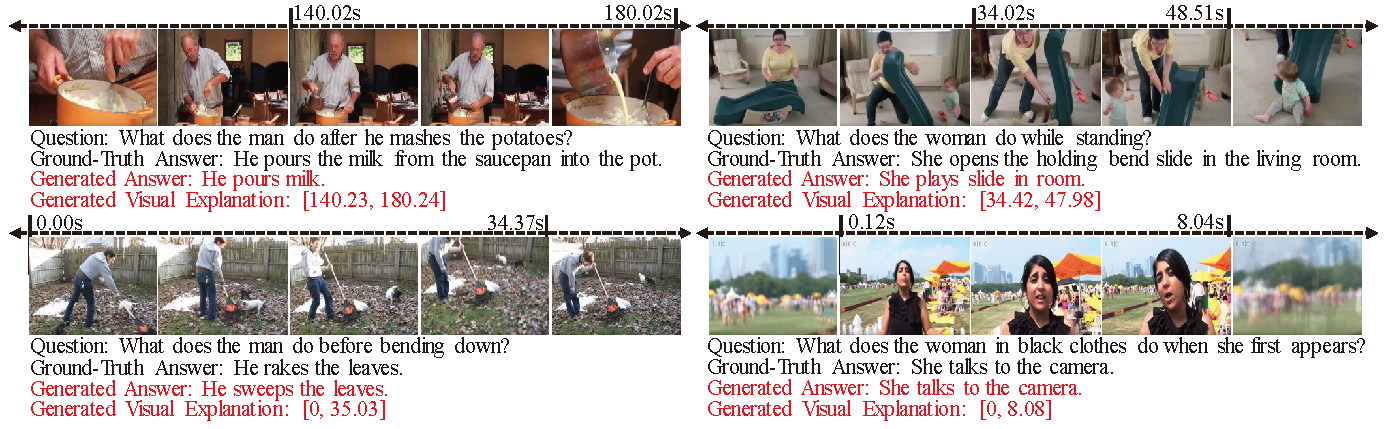 140.02s 180.02s
Question: What does the man do after he mashes the potatoes?
Ground-Truth Answer: He pours the milk from the saucepan into the pot.
Generated Answer: He pours milk.
Generated Visual Explanation: [140.23, 180.24]
34.02s 48.51s
Question: What does the woman do while standing?
Ground-Truth Answer: She opens the holding bend slide in the living room.
Generated Answer: She plays slide in room.
Generated Visual Explanation: [34.42, 47.98]
0.00s 34.37s
Question: What does the man do before bending down?
Ground-Truth Answer: He rakes the leaves.
Generated Answer: He sweeps the leaves.
Generated Visual Explanation: [0, 35.03]
0.12s 8.04s
Question: What does the woman in black clothes do when she first appears?
Ground-Truth Answer: She talks to the camera.
Generated Answer: She talks to the camera.
Generated Visual Explanation: [0, 8.08]